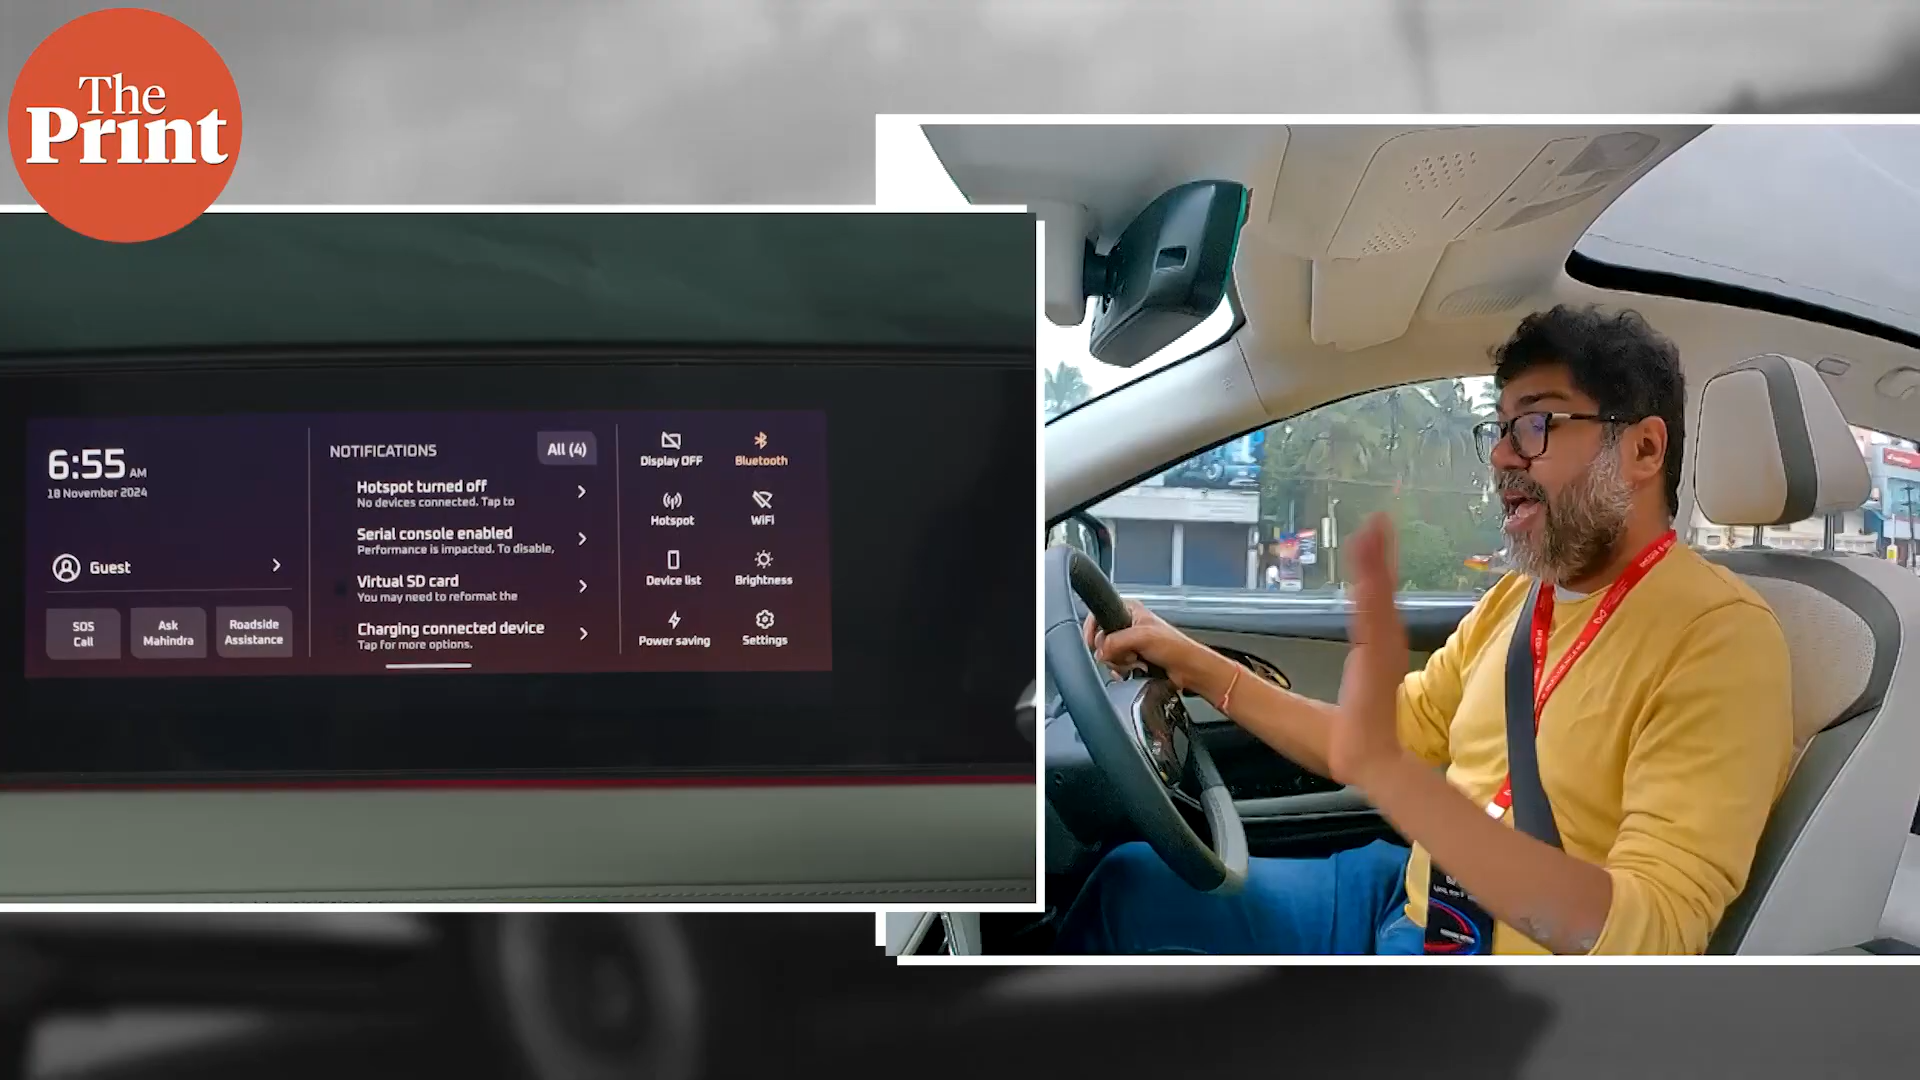 The
Print
6:55 AM
18 November 2024
Guest
SOS
Call
Ask
Mahindra
Roadside
Assistance
NOTIFICATIONS
All (4)
Hotspot turned off
No devices connected. Tap to
Serial console enabled
Performance is impacted. To disable,
Virtual SD card
You may need to reformat the
Charging connected device
Tap for more options.
Display OFF
Bluetooth
Hotspot
WiFi
Device list
Brightness
Power saving
Settings